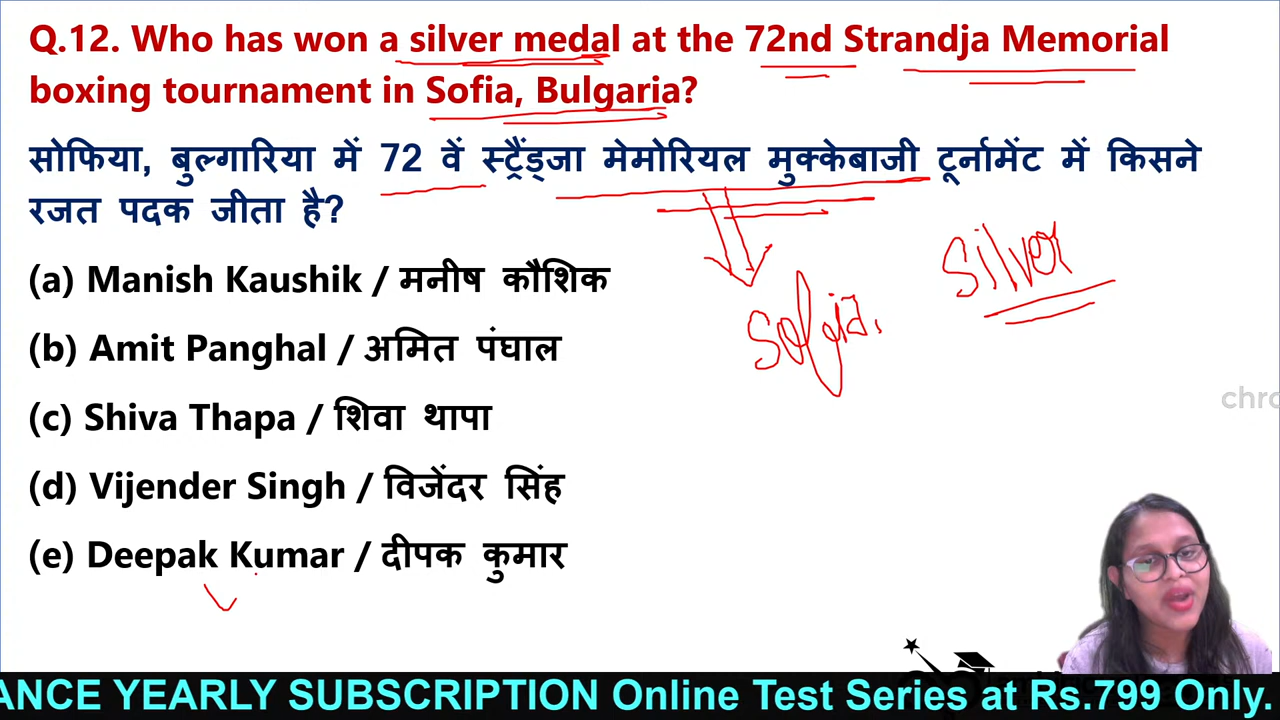 Q.12. Who has won a silver medal at the 72nd Strandja Memorial
boxing tournament in Sofia, Bulgaria?
सोफिया, बुल्गारिया में 72 वें स्ट्रैंड्जा मेमोरियल मुक्केबाजी टूर्नामेंट में किसने
रजत पदक जीता है?
Silver
(a) Manish Kaushik / मनीष कौशिक
(b) Amit Panghal / अमित पंघाल
(c) Shiva Thapa / शिवा थापा
(d) Vijender Singh / विजेंदर सिंह
(e) Deepak Kumar / दीपक कुमार
chro
ANCE YEARLY SUBSCRIPTION Online Test Series at Rs.799 Only.